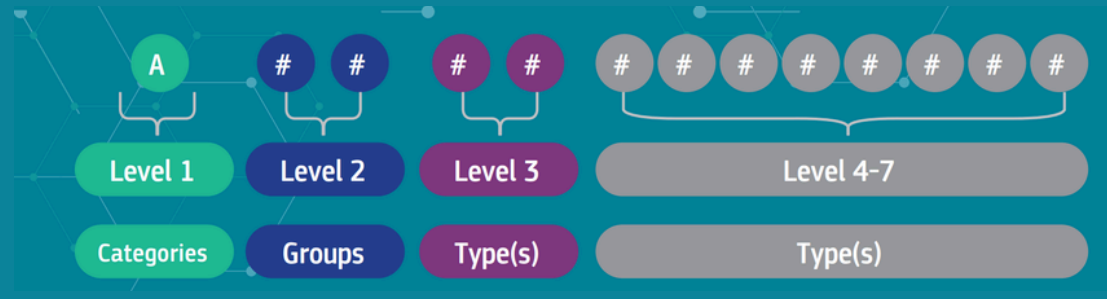 A # # # # # # # # # # # #
Level 1 Level 2 Level 3 Level 4-7
Categories Groups Type(s) Type(s)